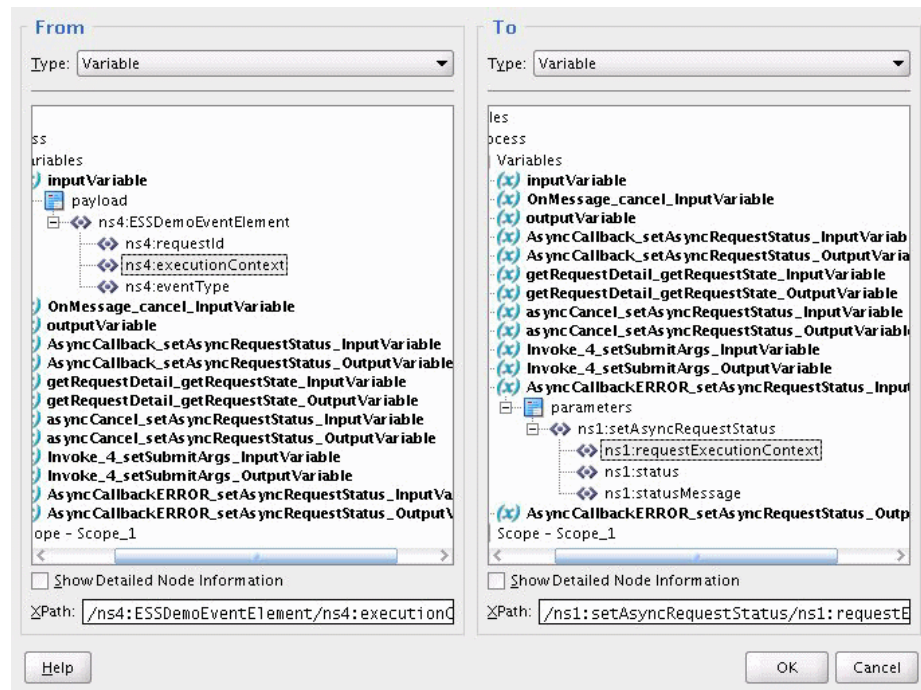 From
Type: Variable
ss
riables
inputVariable
payload
ns4:ESSDemoEventElement
ns4:requestId
ns4:executionContext
ns4:eventType
OnMessage_cancel_InputVariable
outputVariable
AsyncCallback_setAsyncRequestStatus_InputVariable
AsyncCallback_setAsyncRequestStatus_OutputVariable
getRequestDetail_getRequestState_InputVariable
getRequestDetail_getRequestState_OutputVariable
asyncCancel_setAsyncRequestStatus_InputVariable
asyncCancel_setAsyncRequestStatus_OutputVariable
Invoke_4_setSubmitArgs_InputVariable
Invoke_4_setSubmitArgs_OutputVariable
AsyncCallbackERROR_setAsyncRequestStatus_InputVa
AsyncCallbackERROR_setAsyncRequestStatus_OutputV
ope - Scope_1
Show Detailed Node Information
XPath: /ns4:ESSDemoEventElement/ns4:executionC
To
Type: Variable
les
ocess
Variables
(x) inputVariable
(x) OnMessage_cancel_InputVariable
(x) outputVariable
(x) AsyncCallback_setAsyncRequestStatus_InputVariab
(x) AsyncCallback_setAsyncRequestStatus_OutputVaria
(x) getRequestDetail_getRequestState_InputVariable
(x) getRequestDetail_getRequestState_OutputVariable
(x) asyncCancel_setAsyncRequestStatus_InputVariable
(x) asyncCancel_setAsyncRequestStatus_OutputVariabl
(x) Invoke_4_setSubmitArgs_InputVariable
(x) Invoke_4_setSubmitArgs_OutputVariable
(x) AsyncCallbackERROR_setAsyncRequestStatus_Input
parameters
ns1:setAsyncRequestStatus
ns1:requestExecutionContext
ns1:status
ns1:statusMessage
(x) AsyncCallbackERROR_setAsyncRequestStatus_Outp
Scope - Scope_1
Show Detailed Node Information
XPath: /ns1:setAsyncRequestStatus/ns1:requestE
Help
OK
Cancel